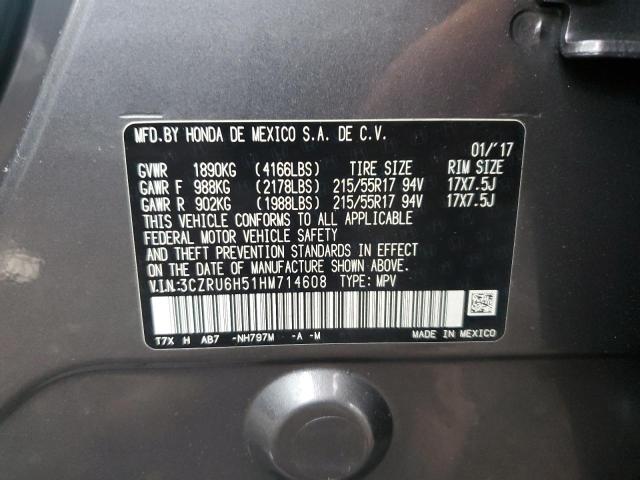 MFD.BY HONDA DE MEXICO S.A. DE C.V. 01/'17
GVWR 1890KG (4166LBS) TIRE SIZE RIM SIZE
GAWR F 988KG (2178LBS) 215/55R17 94V 17X7.5J
GAWR R 902KG (1988LBS) 215/55R17 94V 17X7.5J
THIS VEHICLE CONFORMS TO ALL APPLICABLE
FEDERAL MOTOR VEHICLE SAFETY
AND THEFT PREVENTION STANDARDS IN EFFECT
ON THE DATE OF MANUFACTURE SHOWN ABOVE.
V.I.N.:3CZRU6H51HM714608 TYPE: MPV
T7X H AB7 -NH797M -A -M MADE IN MEXICO